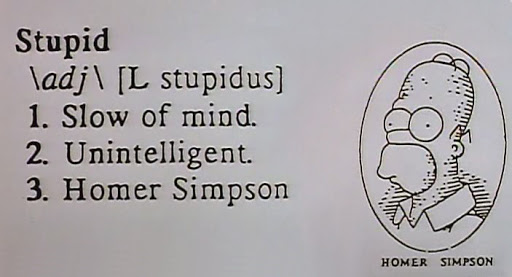 Stupid
\adj\ [L stupidus]
1. Slow of mind.
2. Unintelligent.
3. Homer Simpson
HOMER SIMPSON